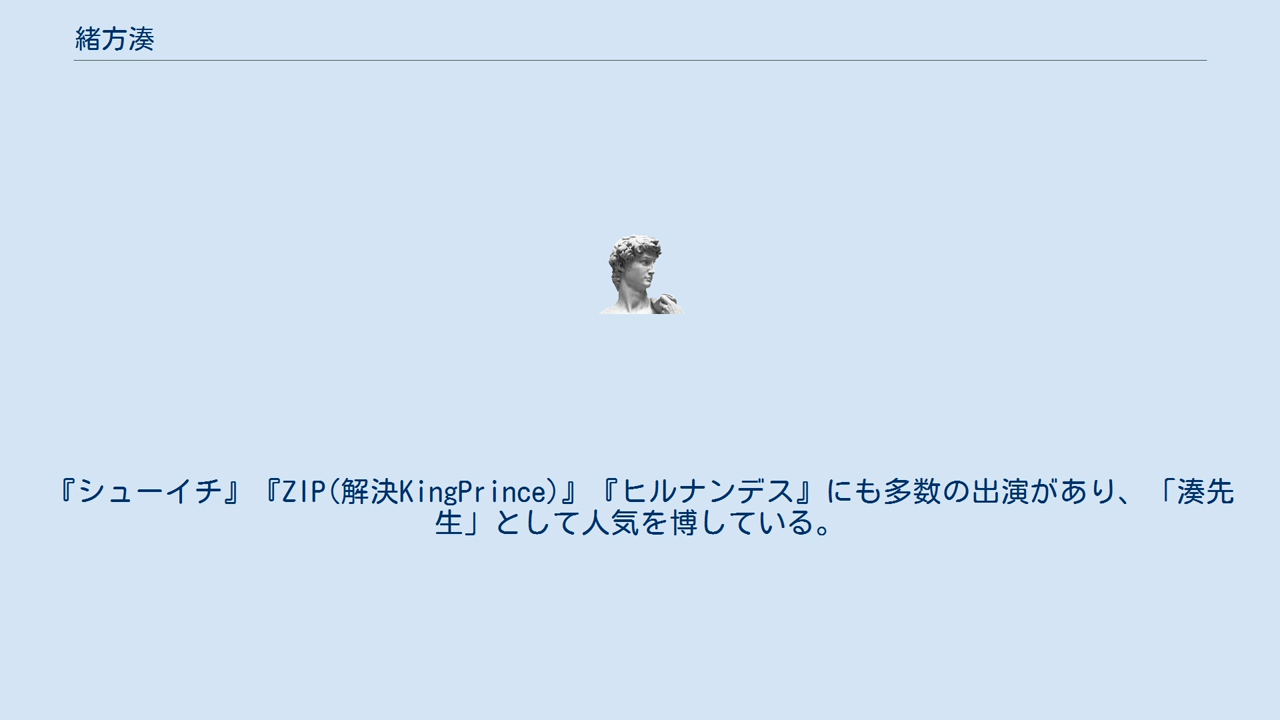 緒方湊
『シューイチ』『ZIP(解決KingPrince)』『ヒルナンデス』にも多数の出演があり、「湊先
生」として人気を博している。